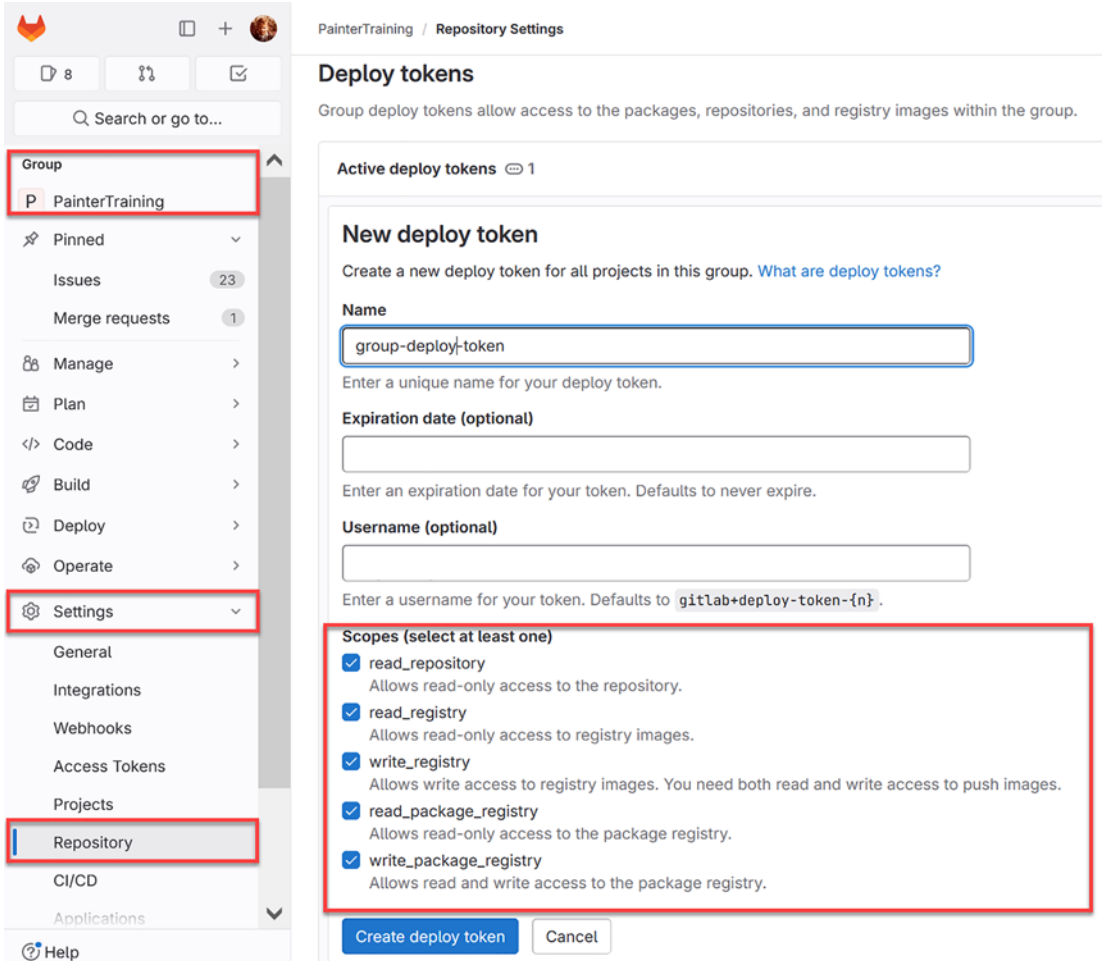 8
Search or go to...
Group
P PainterTraining
Pinned
Issues 23
Merge requests 1
Manage
Plan
Code
Build
Deploy
Operate
Settings
General
Integrations
Webhooks
Access Tokens
Projects
Repository
CI/CD
Applications
Help
PainterTraining / Repository Settings
Deploy tokens
Group deploy tokens allow access to the packages, repositories, and registry images within the group.
Active deploy tokens 1
New deploy token
Create a new deploy token for all projects in this group. What are deploy tokens?
Name
group-deploy-token
Enter a unique name for your deploy token.
Expiration date (optional)
Enter an expiration date for your token. Defaults to never expire.
Username (optional)
Enter a username for your token. Defaults to gitlab+deploy-token-{n}.
Scopes (select at least one)
read_repository
Allows read-only access to the repository.
read_registry
Allows read-only access to registry images.
write_registry
Allows write access to registry images. You need both read and write access to push images.
read_package_registry
Allows read-only access to the package registry.
write_package_registry
Allows read and write access to the package registry.
Create deploy token Cancel